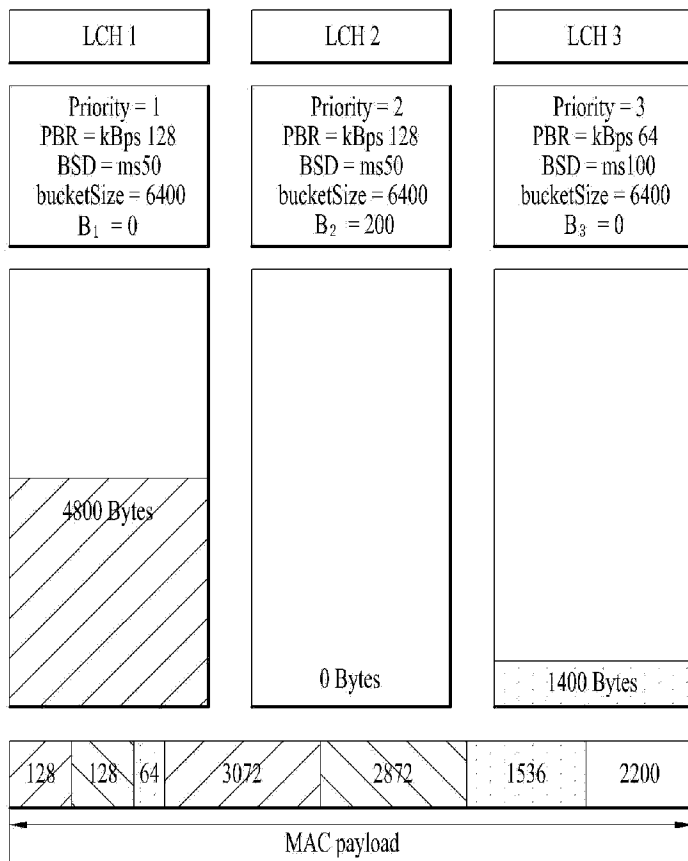 LCH 1
LCH 2
LCH 3
Priority = 1
PBR = kBps 128
BSD = ms50
bucketSize = 6400
B₁ = 0
Priority = 2
PBR = kBps 128
BSD = ms50
bucketSize = 6400
B₂ = 200
Priority = 3
PBR = kBps 64
BSD = ms100
bucketSize = 6400
B₃ = 0
4800 Bytes
0 Bytes
1400 Bytes
128
128
64
3072
2872
1536
2200
MAC payload